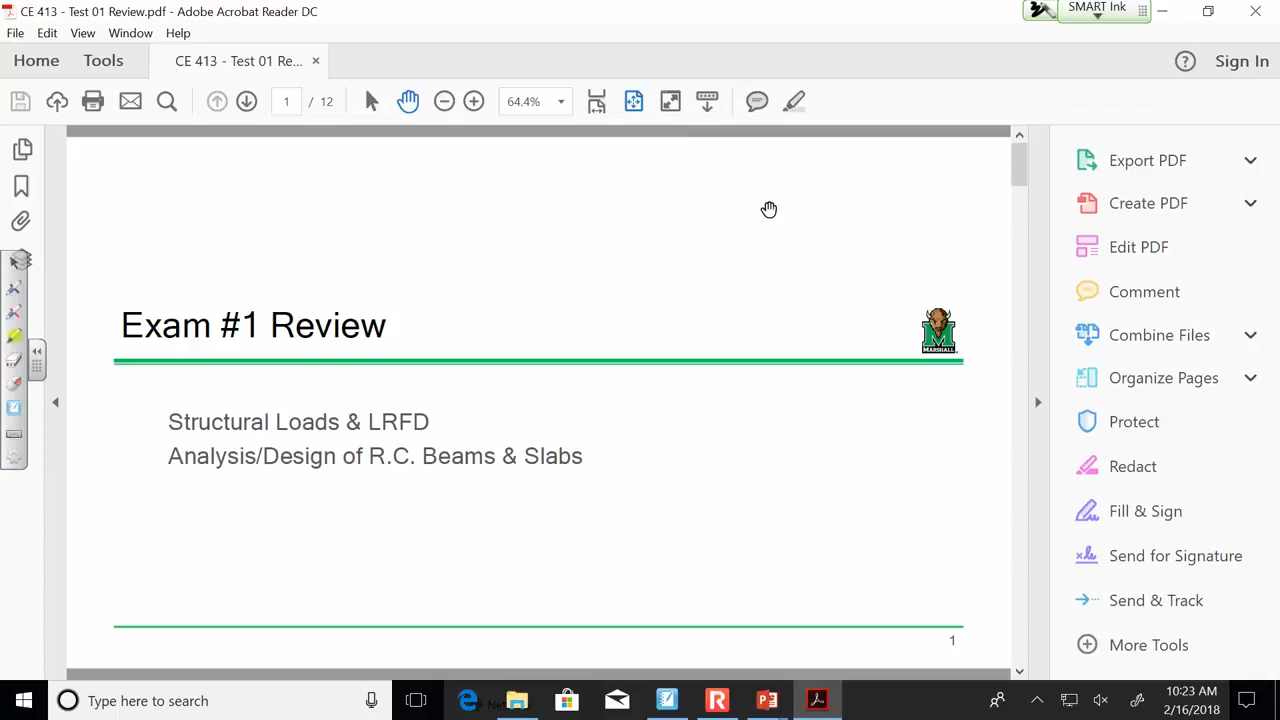 CE 413 - Test 01 Review.pdf - Adobe Acrobat Reader DC
SMART Ink
File Edit View Window Help
Home Tools CE 413 - Test 01 Re... × Sign In
1 / 12 64.4%
Export PDF
Create PDF
Edit PDF
Comment
Combine Files
Organize Pages
Protect
Redact
Fill & Sign
Send for Signature
Send & Track
More Tools
Exam #1 Review
MARSHALL
Structural Loads & LRFD
Analysis/Design of R.C. Beams & Slabs
1
Type here to search
10:23 AM
2/16/2018